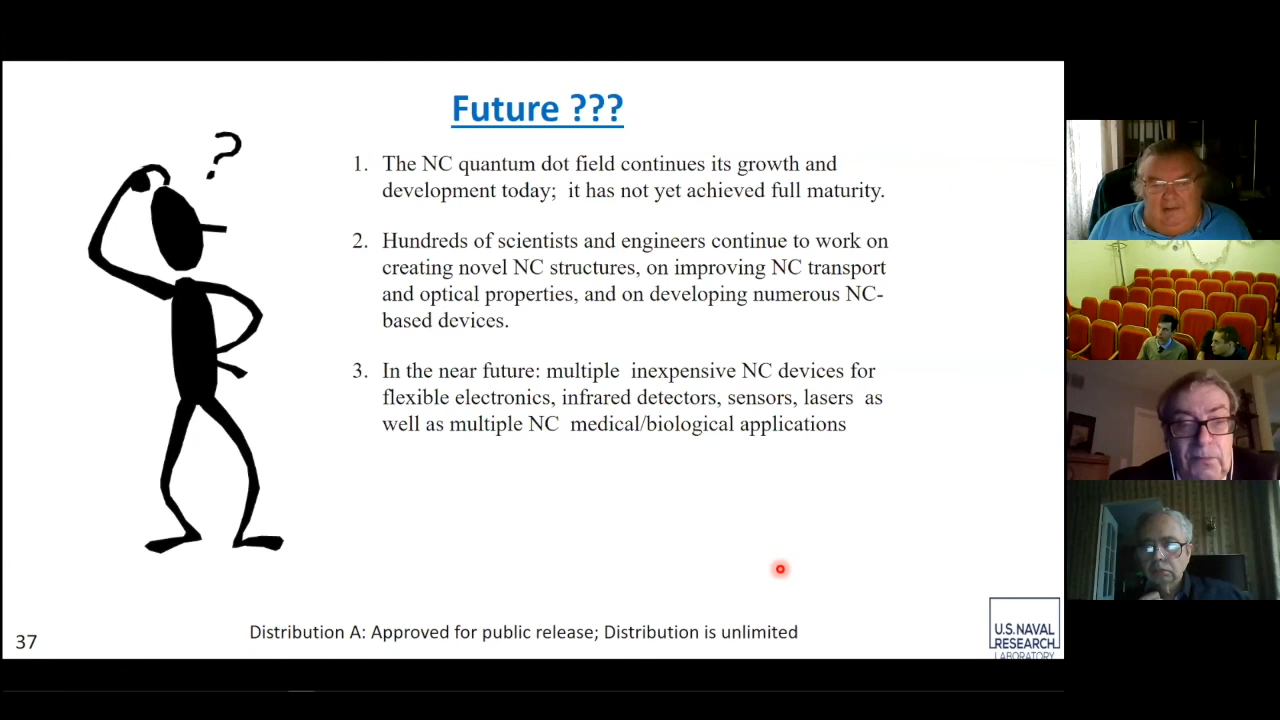 Future ???
?
1. The NC quantum dot field continues its growth and
development today; it has not yet achieved full maturity.
2. Hundreds of scientists and engineers continue to work on
creating novel NC structures, on improving NC transport
and optical properties, and on developing numerous NC-
based devices.
3. In the near future: multiple inexpensive NC devices for
flexible electronics, infrared detectors, sensors, lasers as
well as multiple NC medical/biological applications
37
Distribution A: Approved for public release; Distribution is unlimited
U.S. NAVAL
RESEARCH
LABORATORY